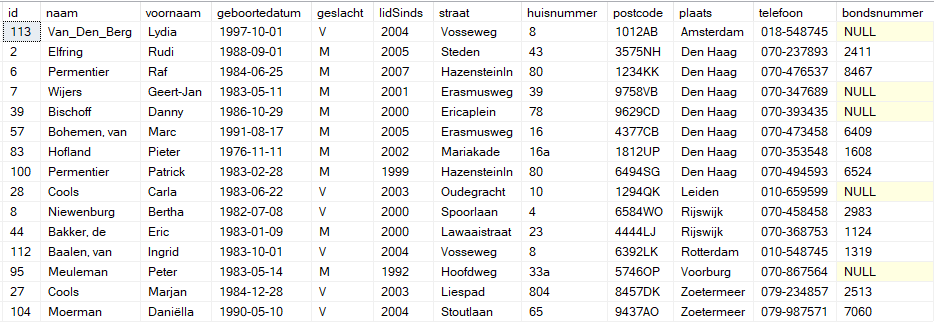 id naam voornaam geboortedatum geslacht lidSinds straat huisnummer postcode plaats telefoon bondsnummer
113 Van_Den_Berg Lydia 1997-10-01 V 2004 Vosseweg 8 1012AB Amsterdam 018-548745 NULL
2 Elfring Rudi 1988-09-01 M 2005 Steden 43 3575NH Den Haag 070-237893 2411
6 Permentier Raf 1984-06-25 M 2007 Hazensteinln 80 1234KK Den Haag 070-476537 8467
7 Wijers Geert-Jan 1983-05-11 M 2001 Erasmusweg 39 9758VB Den Haag 070-347689 NULL
39 Bischoff Danny 1986-10-29 M 2000 Ericaplein 78 9629CD Den Haag 070-393435 NULL
57 Bohemen, van Marc 1991-08-17 M 2005 Erasmusweg 16 4377CB Den Haag 070-473458 6409
83 Hofland Pieter 1976-11-11 M 2002 Mariakade 16a 1812UP Den Haag 070-353548 1608
100 Permentier Patrick 1983-02-28 M 1999 Hazensteinln 80 6494SG Den Haag 070-494593 6524
28 Cools Carla 1983-06-22 V 2003 Oudegracht 10 1294QK Leiden 010-659599 NULL
8 Niewenburg Bertha 1982-07-08 V 2000 Spoorlaan 4 6584WO Rijswijk 070-458458 2983
44 Bakker, de Eric 1983-01-09 M 2000 Lawaaistraat 23 4444LJ Rijswijk 070-368753 1124
112 Baalen, van Ingrid 1983-10-01 V 2004 Vosseweg 8 6392LK Rotterdam 010-548745 1319
95 Meuleman Peter 1983-05-14 M 1992 Hoofdweg 33a 5746OP Voorburg 070-867564 NULL
27 Cools Marjan 1984-12-28 V 2003 Liespad 804 8457DK Zoetermeer 079-234857 2513
104 Moerman Daniëlla 1990-05-10 V 2004 Stoutlaan 65 9437AO Zoetermeer 079-987571 7060